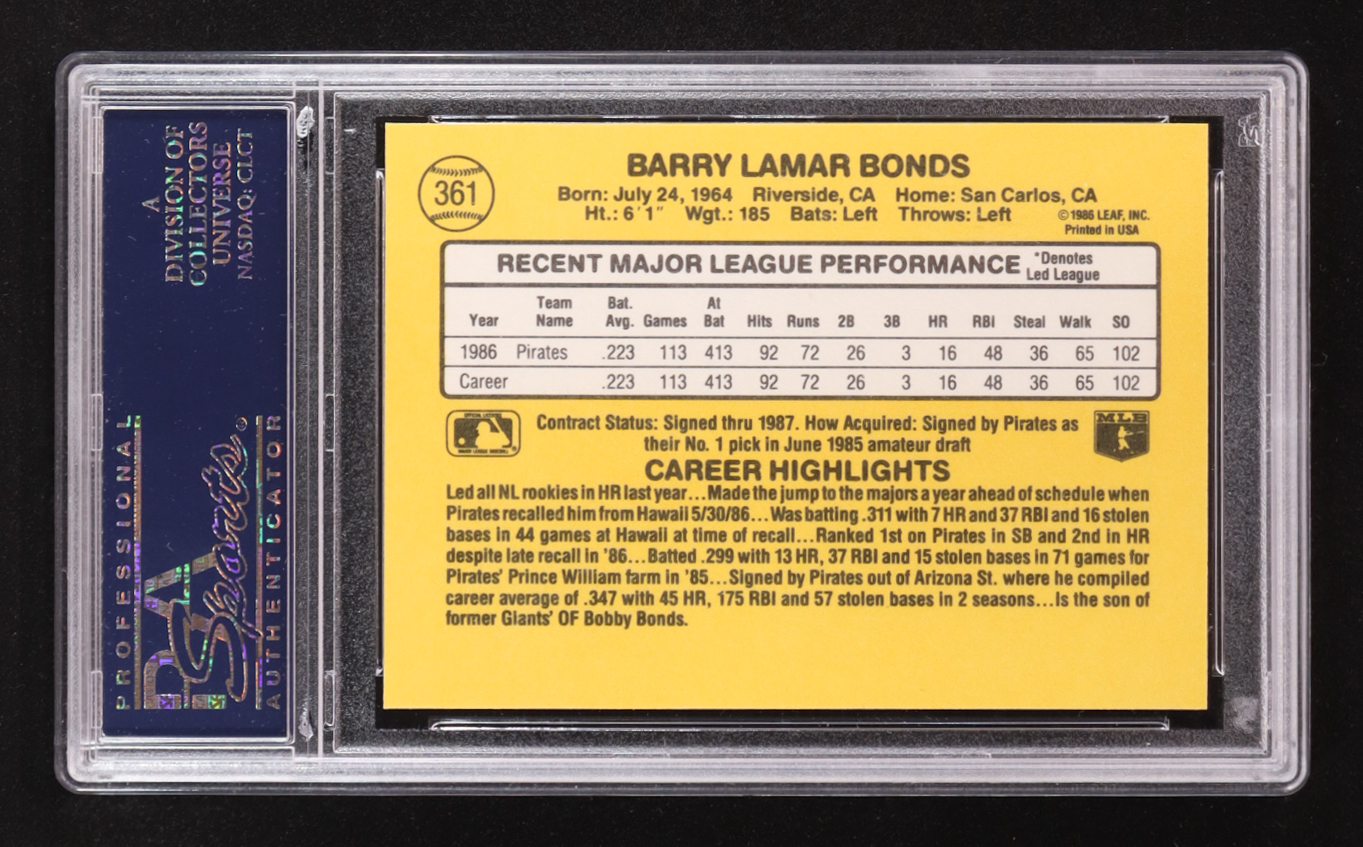 A
DIVISION OF
COLLECTORS
UNIVERSE
NASDAQ: CLCT
PROFESSIONAL
PSA
Sports®
AUTHENTICATOR
361
BARRY LAMAR BONDS
Born: July 24, 1964 Riverside, CA Home: San Carlos, CA
Ht.: 6'1" Wgt.: 185 Bats: Left Throws: Left
©1986 LEAF, INC.
Printed in USA
RECENT MAJOR LEAGUE PERFORMANCE
*Denotes
Led League
Year Team Name Bat. Avg. Games At Bat Hits Runs 2B 3B HR RBI Steal Walk SO
1986 Pirates .223 113 413 92 72 26 3 16 48 36 65 102
Career .223 113 413 92 72 26 3 16 48 36 65 102
Contract Status: Signed thru 1987. How Acquired: Signed by Pirates as
their No. 1 pick in June 1985 amateur draft
MLB
CAREER HIGHLIGHTS
Led all NL rookies in HR last year...Made the jump to the majors a year ahead of schedule when
Pirates recalled him from Hawaii 5/30/86...Was batting .311 with 7 HR and 37 RBI and 16 stolen
bases in 44 games at Hawaii at time of recall...Ranked 1st on Pirates in SB and 2nd in HR
despite late recall in '86...Batted .299 with 13 HR, 37 RBI and 15 stolen bases in 71 games for
Pirates' Prince William farm in '85...Signed by Pirates out of Arizona St. where he compiled
career average of .347 with 45 HR, 175 RBI and 57 stolen bases in 2 seasons...Is the son of
former Giants' OF Bobby Bonds.